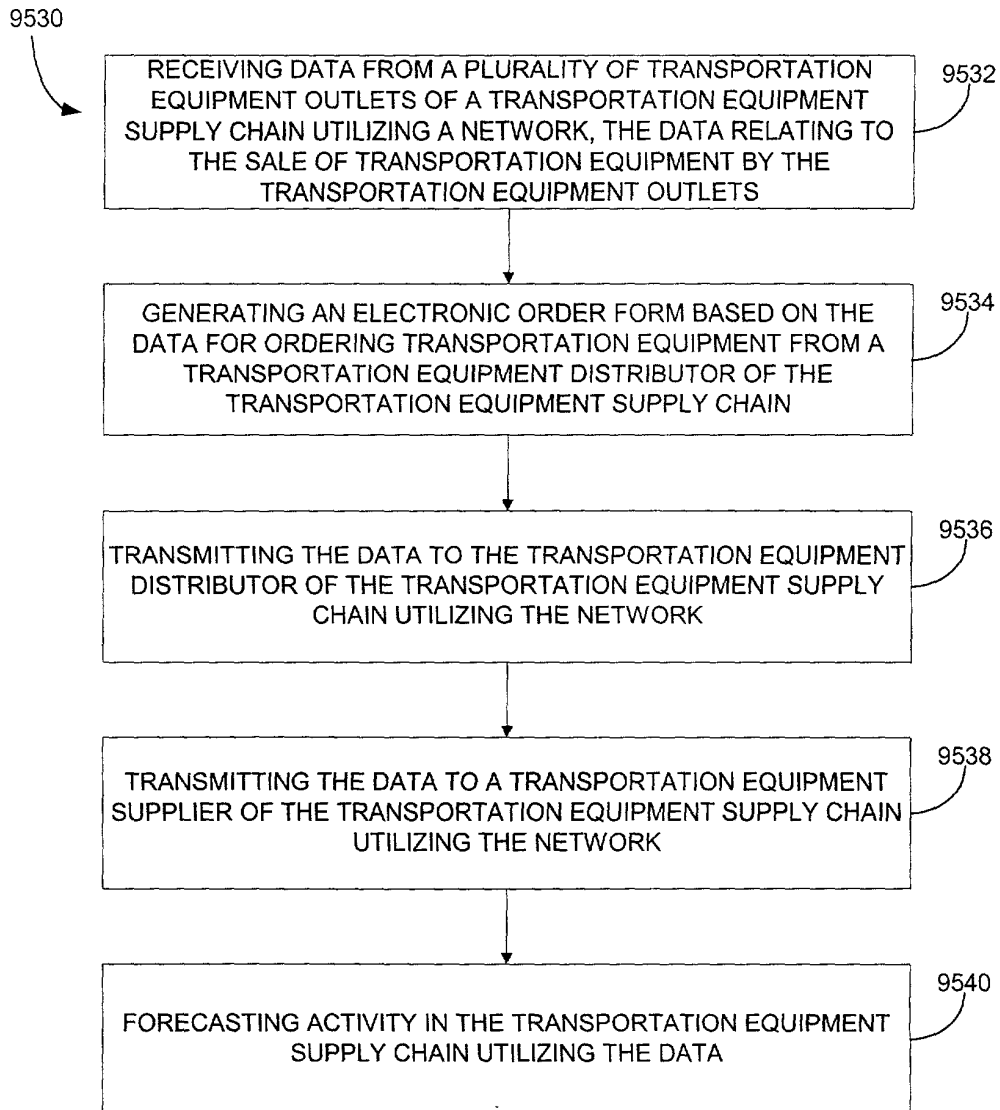 9530
RECEIVING DATA FROM A PLURALITY OF TRANSPORTATION
EQUIPMENT OUTLETS OF A TRANSPORTATION EQUIPMENT
SUPPLY CHAIN UTILIZING A NETWORK, THE DATA RELATING TO
THE SALE OF TRANSPORTATION EQUIPMENT BY THE
TRANSPORTATION EQUIPMENT OUTLETS
9532
GENERATING AN ELECTRONIC ORDER FORM BASED ON THE
DATA FOR ORDERING TRANSPORTATION EQUIPMENT FROM A
TRANSPORTATION EQUIPMENT DISTRIBUTOR OF THE
TRANSPORTATION EQUIPMENT SUPPLY CHAIN
9534
TRANSMITTING THE DATA TO THE TRANSPORTATION EQUIPMENT
DISTRIBUTOR OF THE TRANSPORTATION EQUIPMENT SUPPLY
CHAIN UTILIZING THE NETWORK
9536
TRANSMITTING THE DATA TO A TRANSPORTATION EQUIPMENT
SUPPLIER OF THE TRANSPORTATION EQUIPMENT SUPPLY CHAIN
UTILIZING THE NETWORK
9538
FORECASTING ACTIVITY IN THE TRANSPORTATION EQUIPMENT
SUPPLY CHAIN UTILIZING THE DATA
9540